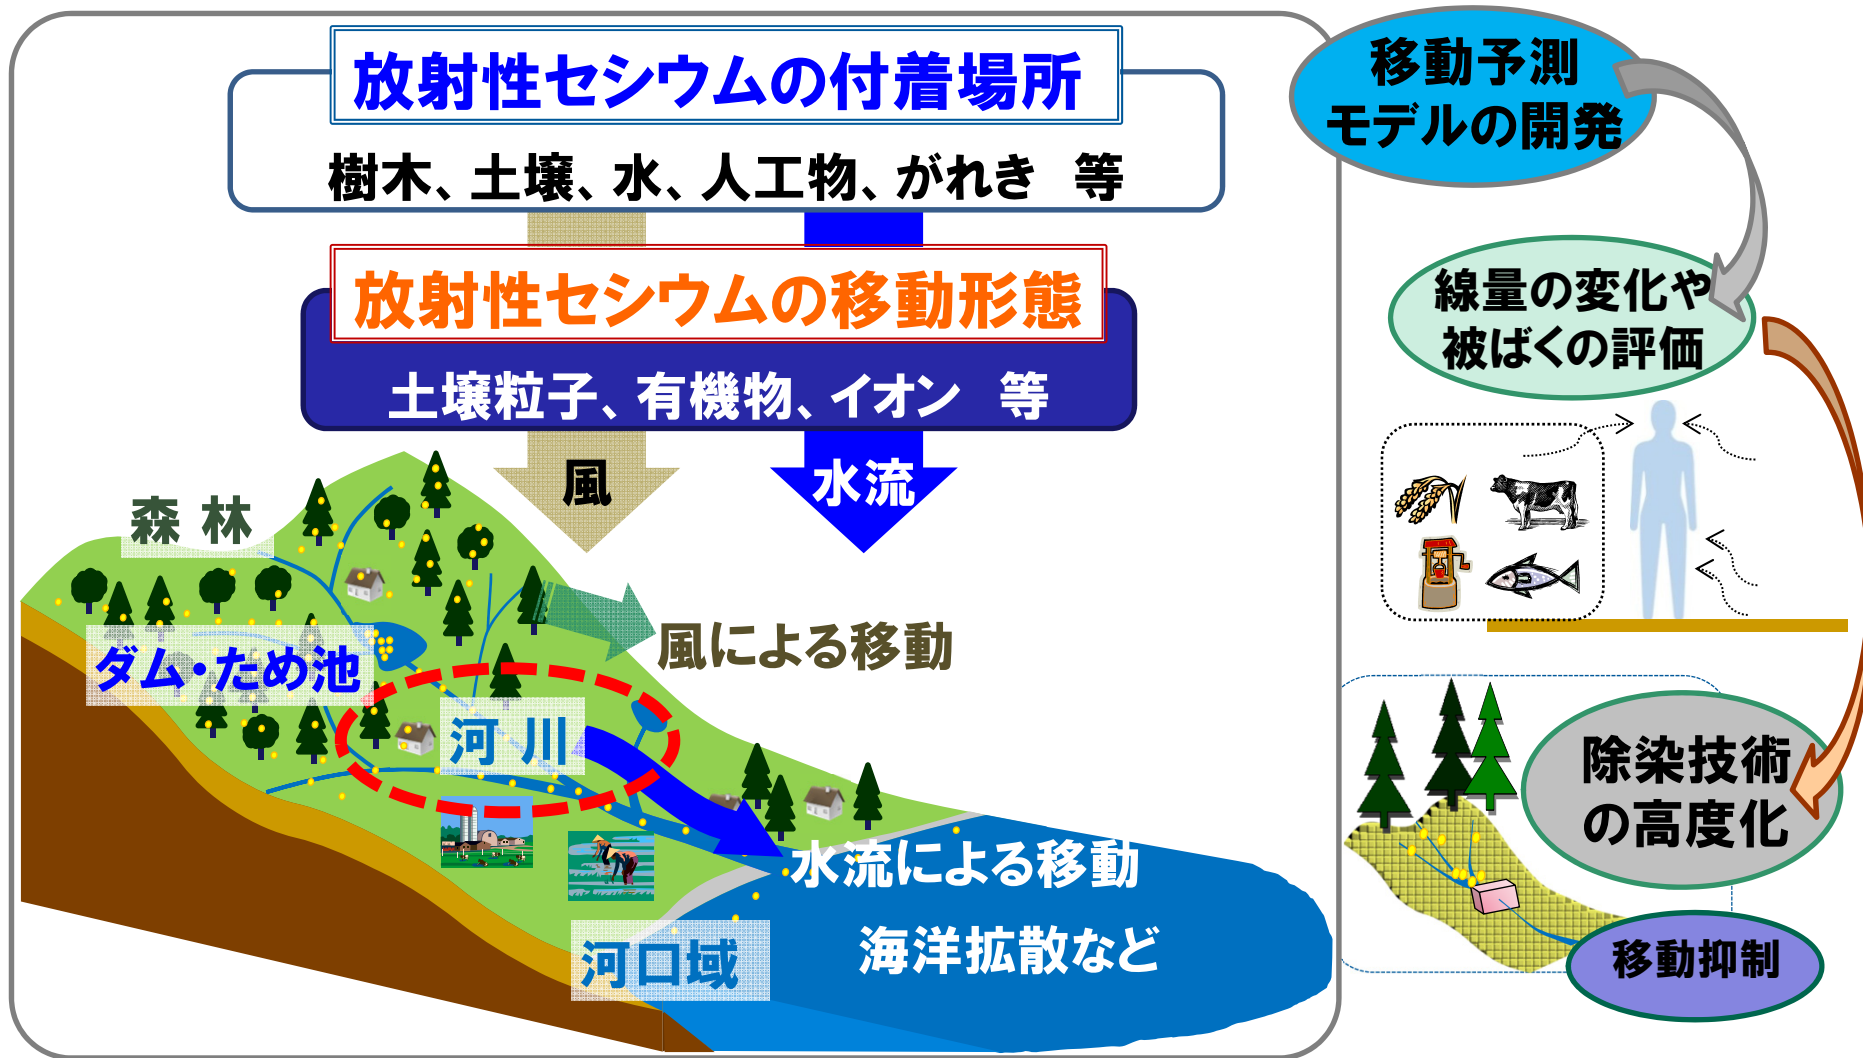 放射性セシウムの付着場所
樹木、土壌、水、人工物、がれき 等
放射性セシウムの移動形態
土壌粒子、有機物、イオン 等
風
水流
森 林
ダム・ため池
風による移動
河 川
水流による移動
海洋拡散など
河口域
移動予測
モデルの開発
線量の変化や
被ばくの評価
除染技術
の高度化
移動抑制